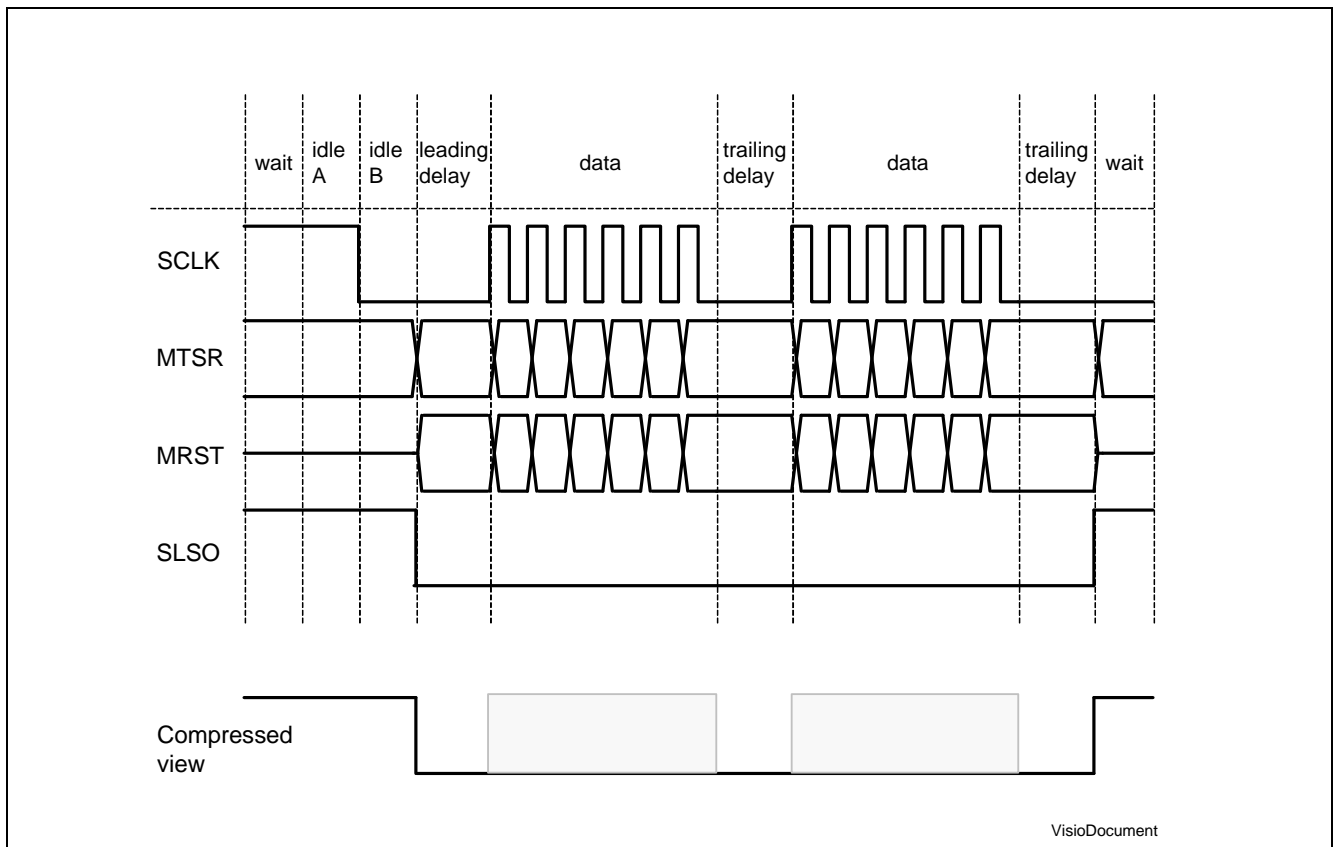 wait
idle
A
idle
B
leading
delay
data
trailing
delay
data
trailing
delay
wait
SCLK
MTSR
MRST
SLSO
Compressed
view
VisioDocument